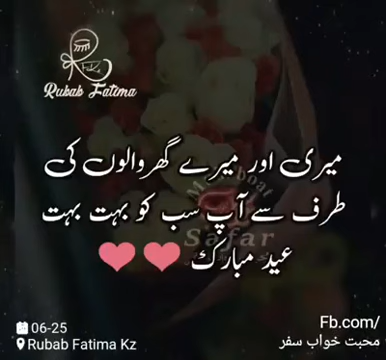 Rubab Fatima
میری اور میرے گھر والوں کی
طرف سے آپ سب کو بہت بہت
عید مبارک ❤❤
Safar
06-25
Rubab Fatima Kz
Fb.com/
محبت خواب سفر